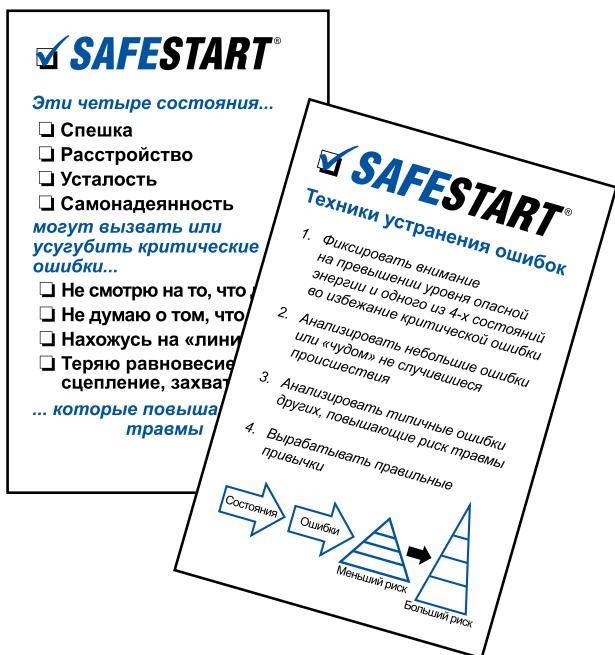 SAFESTART®
Эти четыре состояния...
Спешка
Расстройство
Усталость
Самонадеянность
могут вызвать или
усугубить критические
ошибки...
Не смотрю на то, что
Не думаю о том, что
Нахожусь на «лини
Теряю равновесие
сцепление, захват
... которые повыша
травмы
SAFESTART®
Техники устранения ошибок
1. Фиксировать внимание
на превышении уровня опасной
энергии и одного из 4-х состояний
во избежание критической ошибки
2. Анализировать небольшие ошибки
или «чудом» не случившиеся
происшествия
3. Анализировать типичные ошибки
других, повышающие риск травмы
4. Вырабатывать правильные
привычки
Состояния
Ошибки
Меньший риск
Больший риск